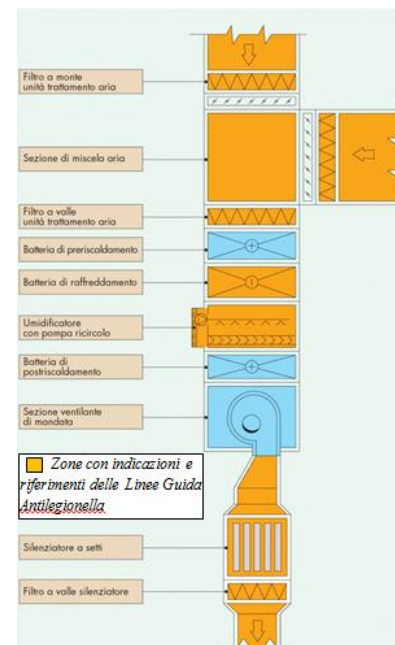 Filtro a monte
unità trattamento aria
Sezione di miscela aria
Filtro a valle
unità trattamento aria
Batteria di preriscaldamento
Batteria di raffreddamento
Umidificatore
con pompa ricircolo
Batteria di
postriscaldamento
Sezione ventilante
di mandata
Zone con indicazioni e
riferimenti delle Linee Guida
Antilegionella
Silenziatore a setti
Filtro a valle silenziatore